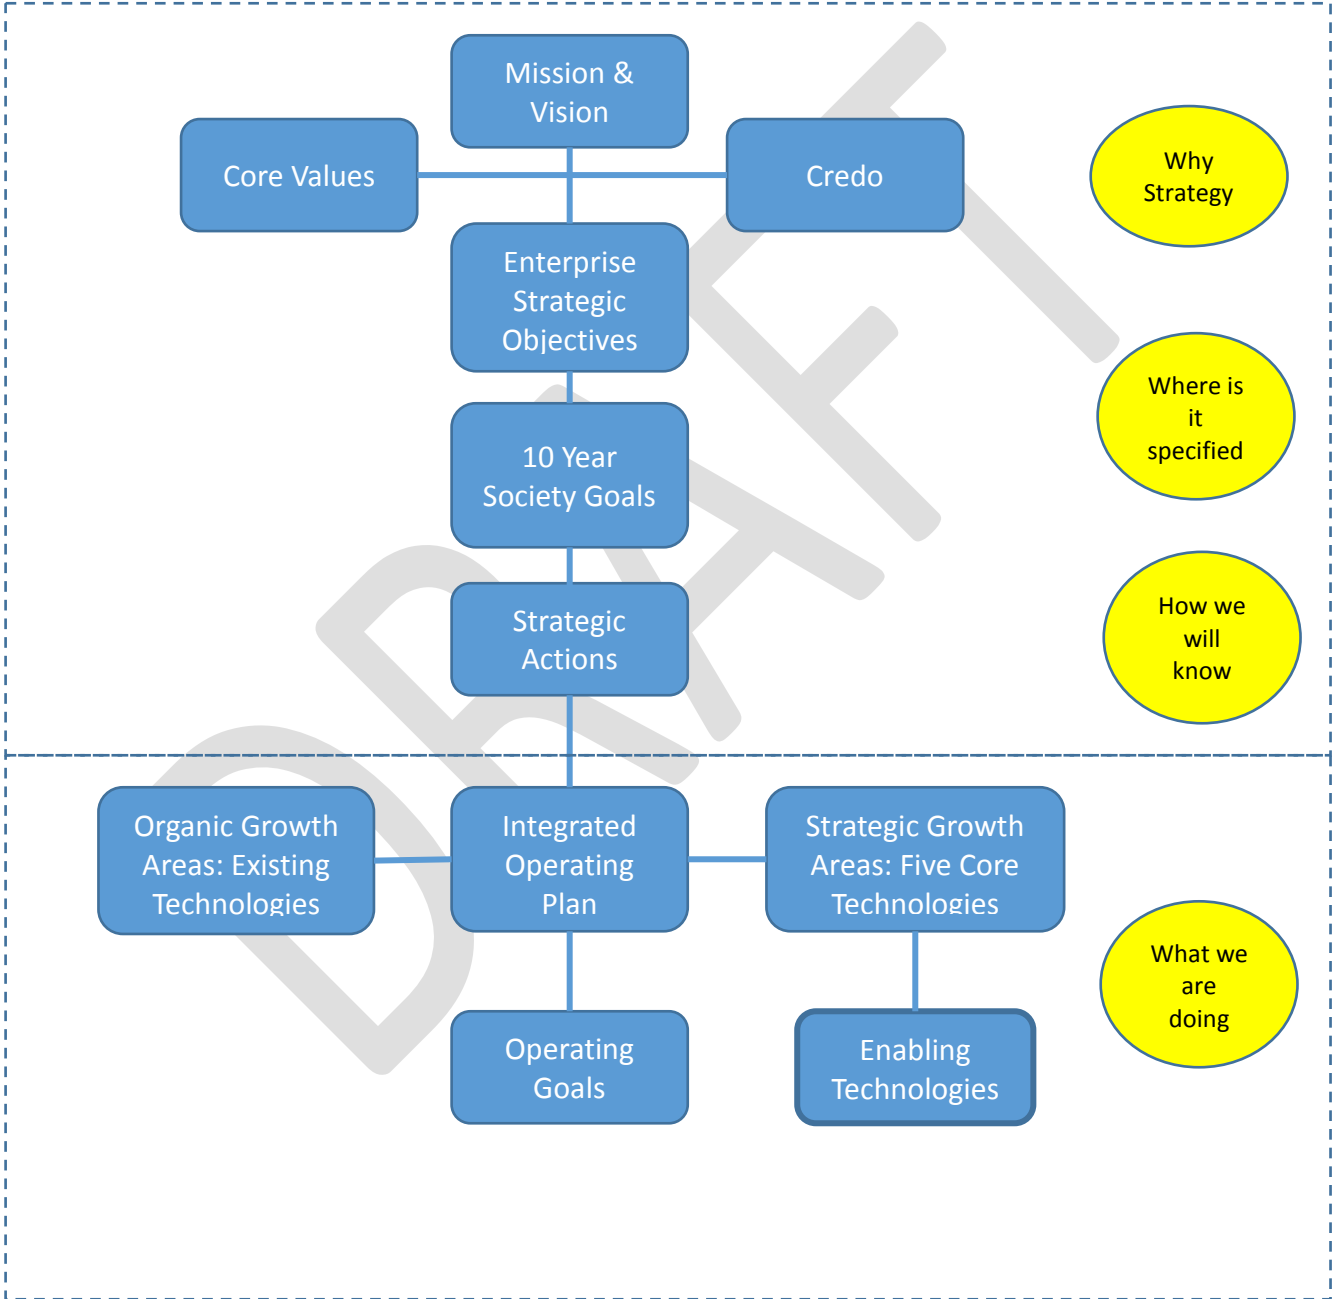 Mission &
Vision
Core Values
Credo
Why
Strategy
Enterprise
Strategic
Objectives
Where is
it
specified
10 Year
Society Goals
How we
will
know
Strategic
Actions
Organic Growth
Areas: Existing
Technologies
Integrated
Operating
Plan
Strategic Growth
Areas: Five Core
Technologies
What we
are
doing
Operating
Goals
Enabling
Technologies
DRAFT